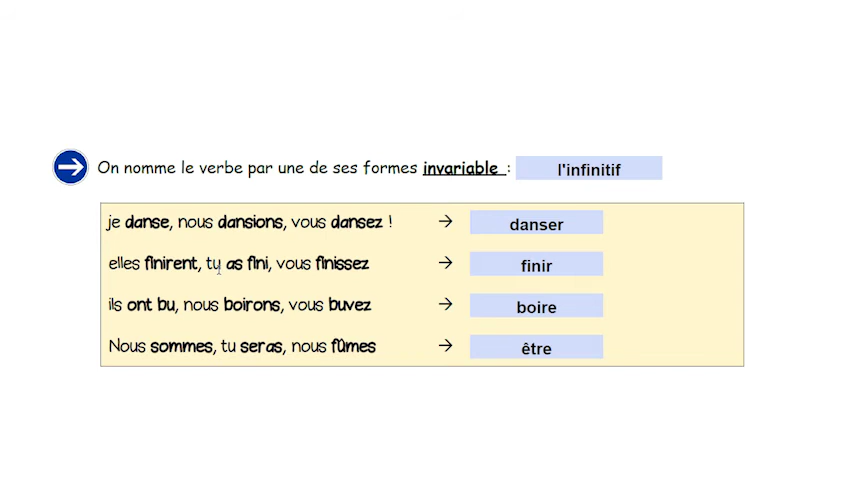 On nomme le verbe par une de ses formes invariable : l'infinitif
je danse, nous dansions, vous dansez ! → danser
elles finirent, tu as fini, vous finissez → finir
ils ont bu, nous boirons, vous buvez → boire
Nous sommes, tu seras, nous fûmes → être